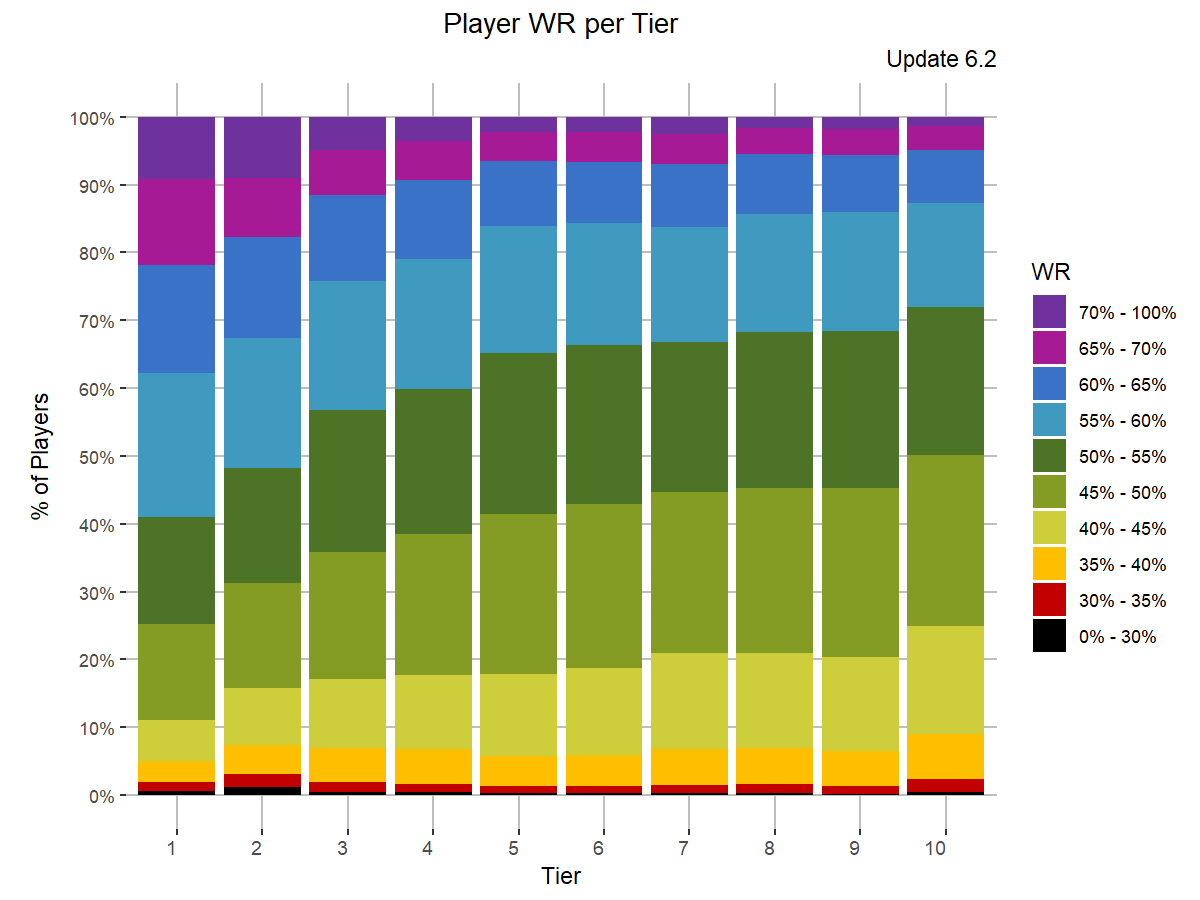 Player WR per Tier
Update 6.2
% of Players
100%
90%
80%
70%
60%
50%
40%
30%
20%
10%
0%
1 2 3 4 5 6 7 8 9 10
Tier
WR
70% - 100%
65% - 70%
60% - 65%
55% - 60%
50% - 55%
45% - 50%
40% - 45%
35% - 40%
30% - 35%
0% - 30%